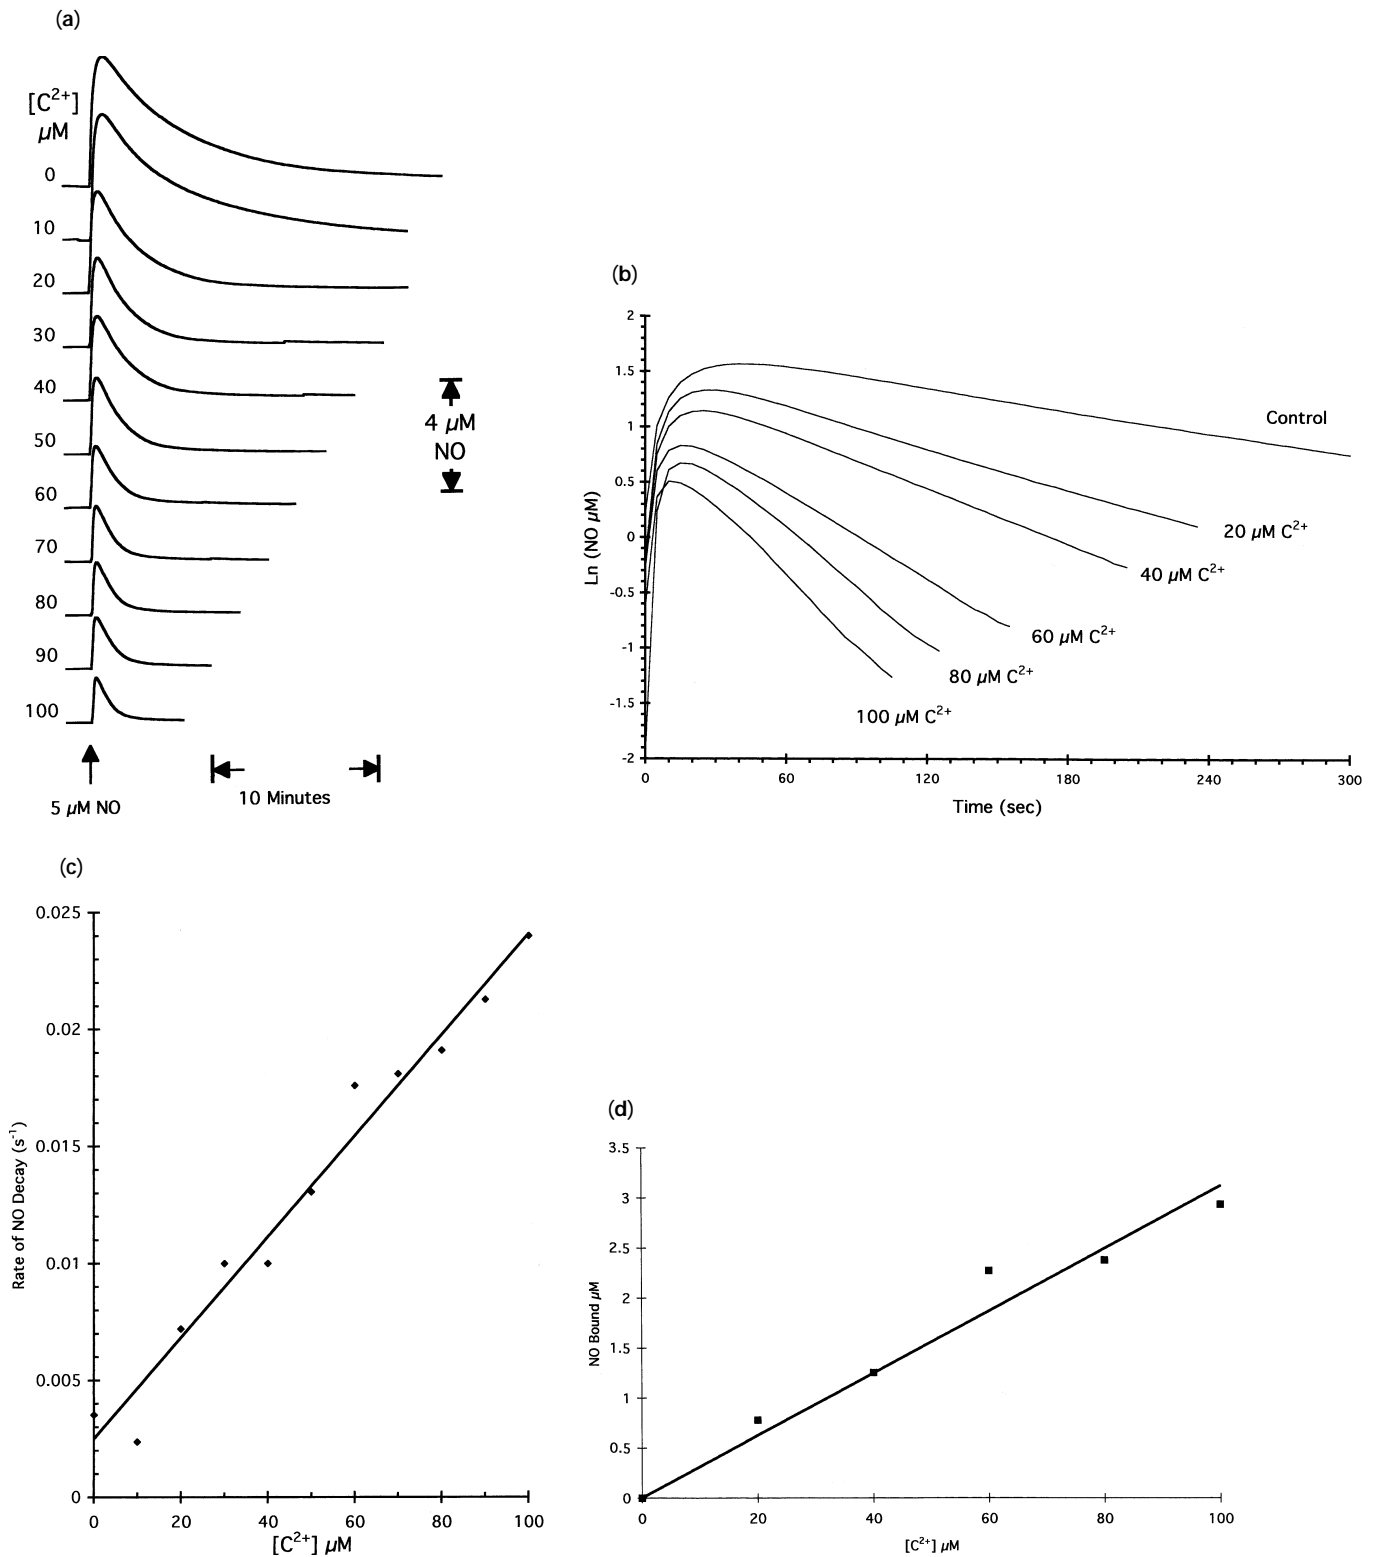 (a)
[C²⁺]
µM
0
10
20
30
40
50
60
70
80
90
100
4 µM
NO
5 µM NO
10 Minutes
(b)
2
1.5
1
0.5
0
-0.5
-1
-1.5
-2
Ln (NO µM)
Control
20 µM C²⁺
40 µM C²⁺
60 µM C²⁺
80 µM C²⁺
100 µM C²⁺
0 60 120 180 240 300
Time (sec)
(c)
0.025
0.02
0.015
0.01
0.005
0
Rate of NO Decay (s⁻¹)
0 20 40 60 80 100
[C²⁺] µM
(d)
3.5
3
2.5
2
1.5
1
0.5
0
NO Bound µM
0 20 40 60 80 100
[C²⁺] µM